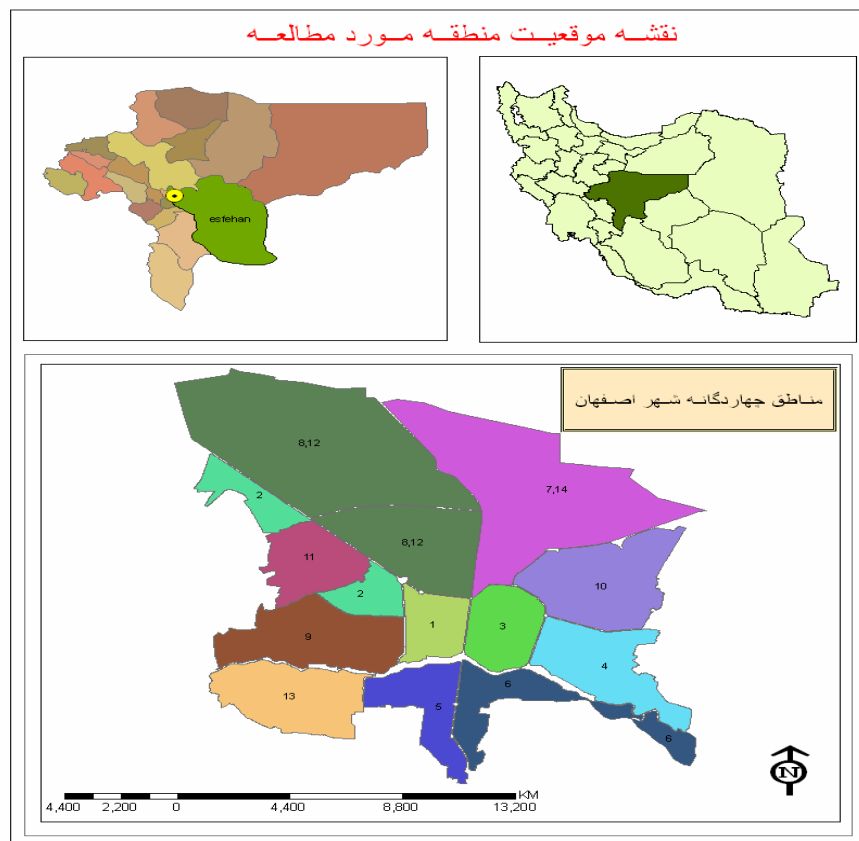 نقشه موقعیت منطقه مورد مطالعه
esfehan
مناطق چهاردگانه شهر اصفهان
8,12
7,14
2
8,12
11
10
2
1
3
9
4
13
5
6
6
N
KM
4,400 2,200 0 4,400 8,800 13,200